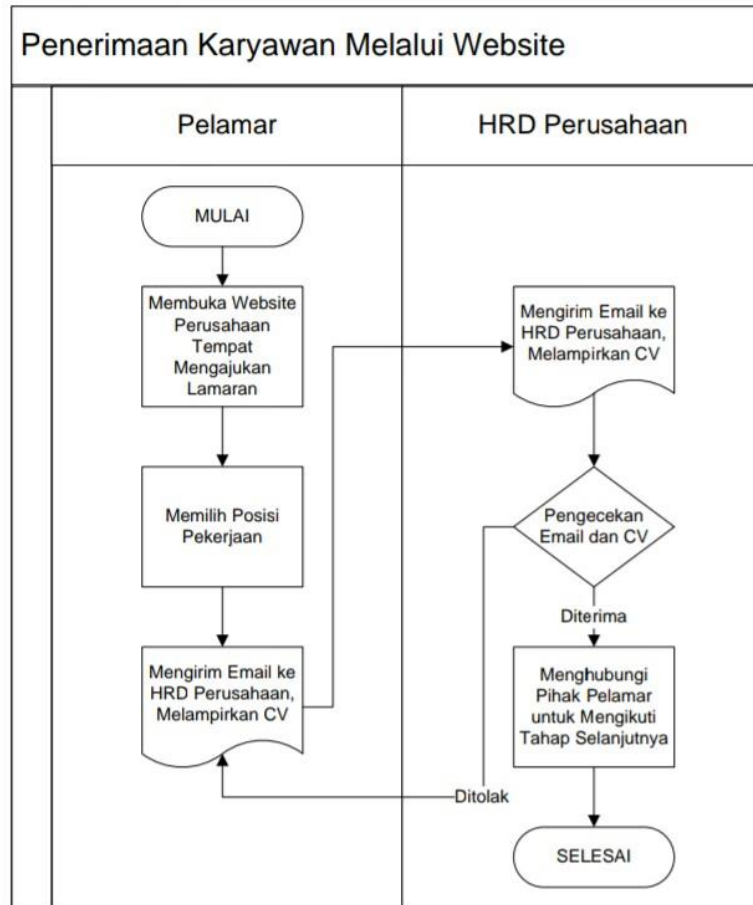 Penerimaan Karyawan Melalui Website
Pelamar
HRD Perusahaan
MULAI
Membuka Website
Perusahaan
Tempat
Mengajukan
Lamaran
Memilih Posisi
Pekerjaan
Mengirim Email ke
HRD Perusahaan,
Melampirkan CV
Mengirim Email ke
HRD Perusahaan,
Melampirkan CV
Pengecekan
Email dan CV
Diterima
Menghubungi
Pihak Pelamar
untuk Mengikuti
Tahap Selanjutnya
Ditolak
SELESAI